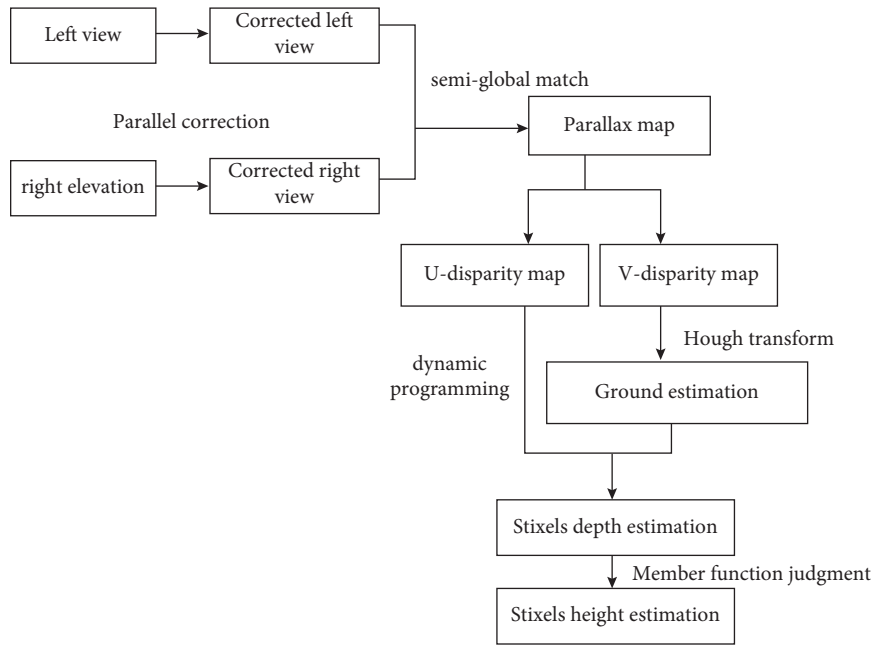 Left view
Corrected left
view
semi-global match
Parallel correction
Parallax map
right elevation
Corrected right
view
U-disparity map
V-disparity map
Hough transform
dynamic
programming
Ground estimation
Stixels depth estimation
Member function judgment
Stixels height estimation